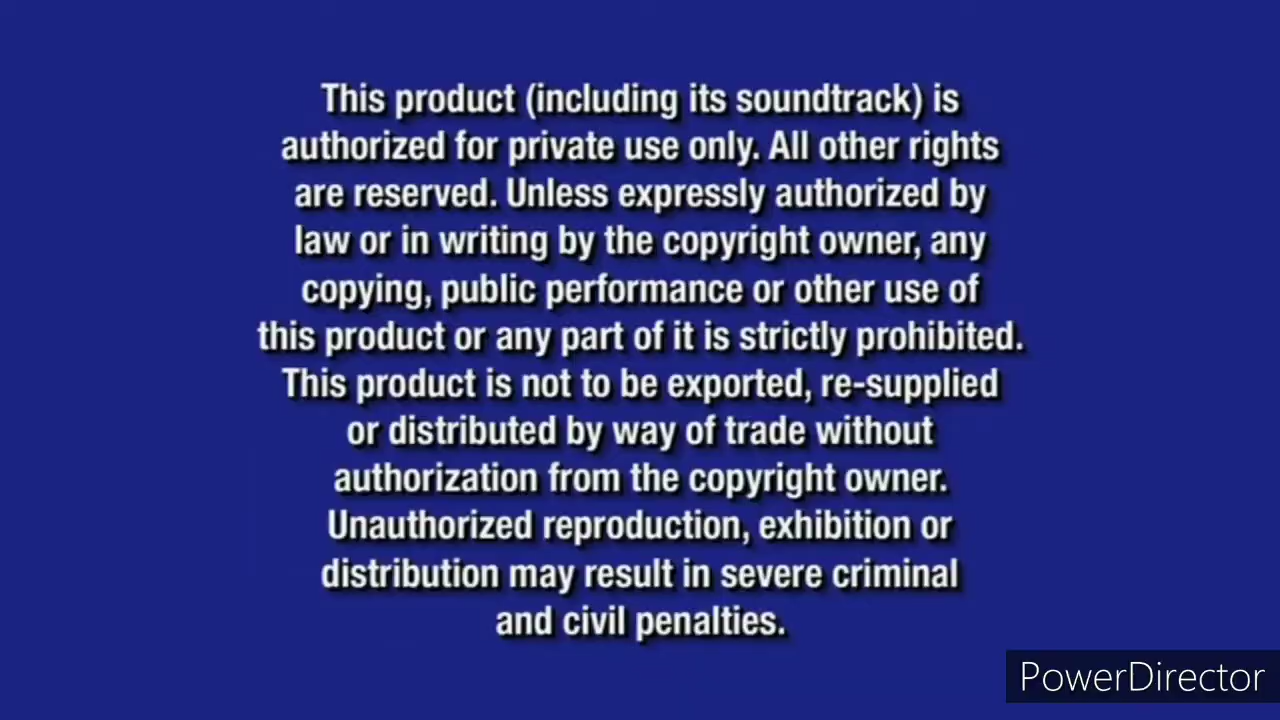 This product (including its soundtrack) is
authorized for private use only. All other rights
are reserved. Unless expressly authorized by
law or in writing by the copyright owner, any
copying, public performance or other use of
this product or any part of it is strictly prohibited.
This product is not to be exported, re-supplied
or distributed by way of trade without
authorization from the copyright owner.
Unauthorized reproduction, exhibition or
distribution may result in severe criminal
and civil penalties.
PowerDirector